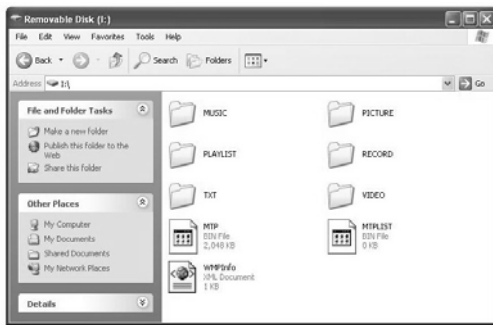 Removable Disk (I:)
File Edit View Favorites Tools Help
Back Search Folders
Address I:\ Go
File and Folder Tasks
Make a new folder
Publish this folder to the
Web
Share this folder
Other Places
My Computer
My Documents
Shared Documents
My Network Places
Details
MUSIC PICTURE
PLAYLIST RECORD
TXT VIDEO
MTP MTPLIST
BIN File BIN File
2,048 KB 0 KB
WMPInfo
XML Document
1 KB